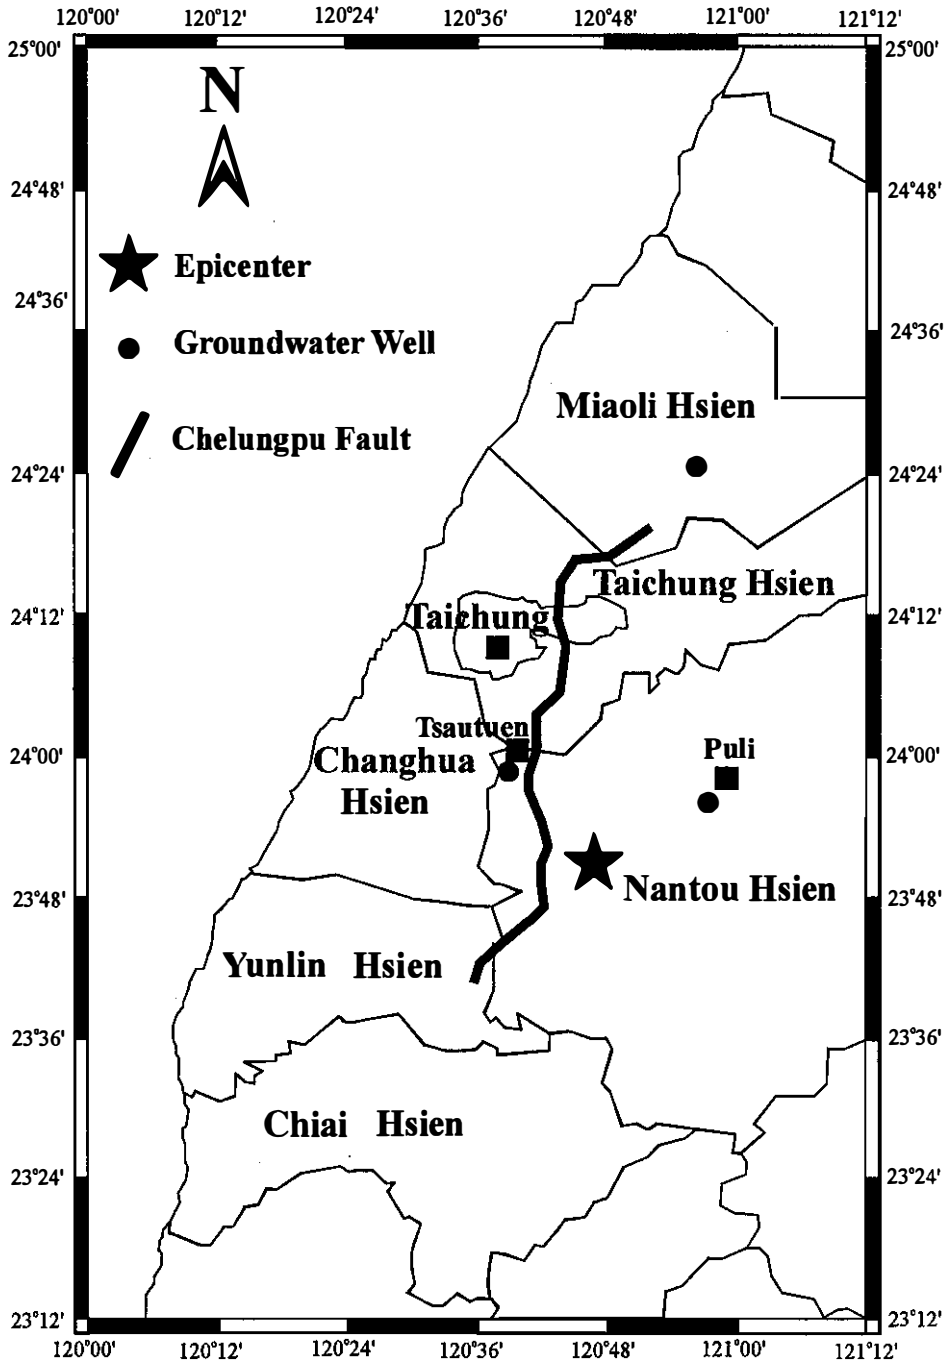 120°00' 120°12' 120°24' 120°36' 120°48' 121°00' 121°12'
25°00' 25°00'
N
24°48' 24°48'
Epicenter
24°36' 24°36'
Groundwater Well
Miaoli Hsien
Chelungpu Fault
24°24' 24°24'
Taichung Hsien
24°12' Taichung 24°12'
Tsautuen
Puli
24°00' Changhua 24°00'
Hsien
Nantou Hsien
23°48' 23°48'
Yunlin Hsien
23°36' 23°36'
Chiai Hsien
23°24' 23°24'
23°12' 23°12'
120°00' 120°12' 120°24' 120°36' 120°48' 121°00' 121°12'